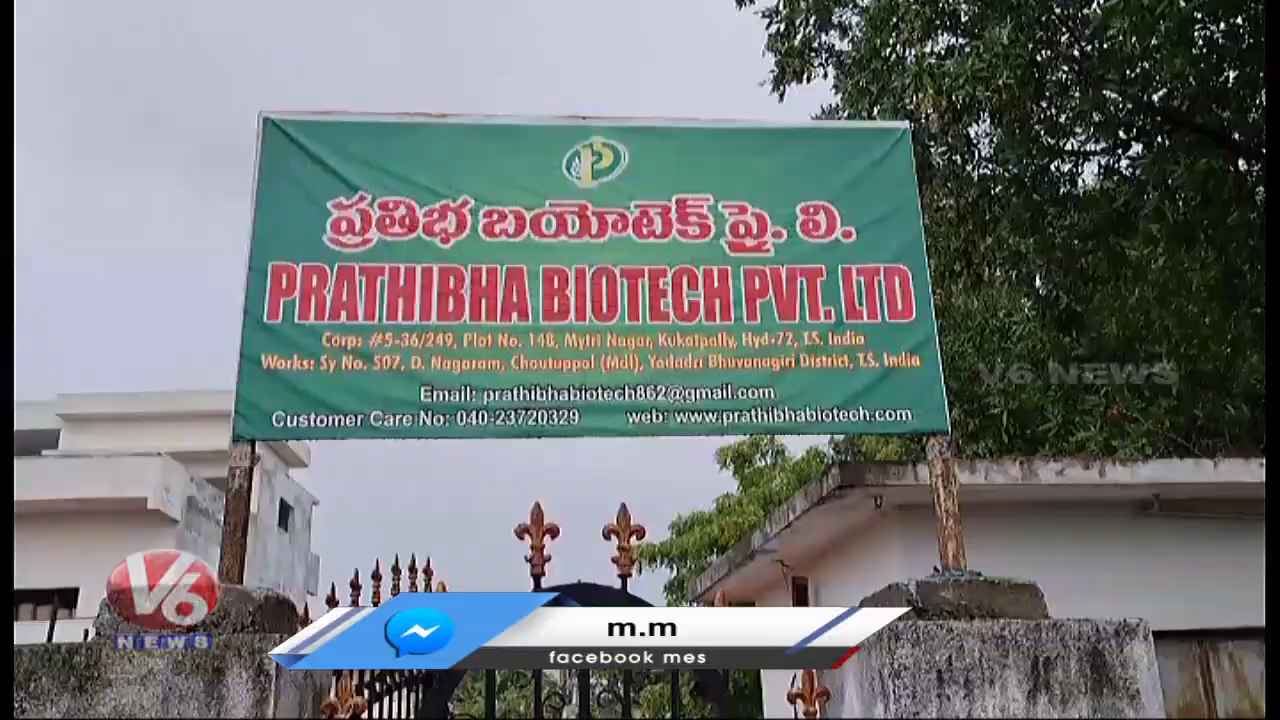 P
ప్రతిభ బయోటెక్ ప్రై. లి.
PRATHIBHA BIOTECH PVT. LTD
Corp: #5-36/249, Plot No. 148, Mytri Nagar, Kukatpally, Hyd-72, T.S. India
Works: Sy No. 507, D. Nagaram, Choutuppal (Mdl), Yadadri Bhuvanagiri District, T.S. India
Email: prathibhabiotech862@gmail.com
Customer Care No: 040-23720329 web: www.prathibhabiotech.com
V6 NEWS
V6
NEWS
m.m
facebook mes